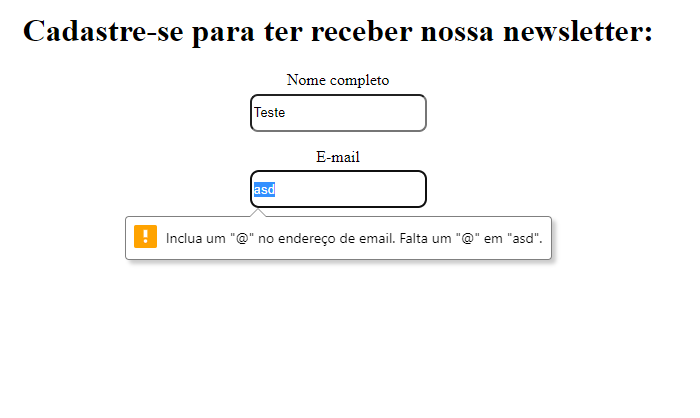 Cadastre-se para ter receber nossa newsletter:
Nome completo
Teste
E-mail
asd
Inclua um "@" no endereço de email. Falta um "@" em "asd".